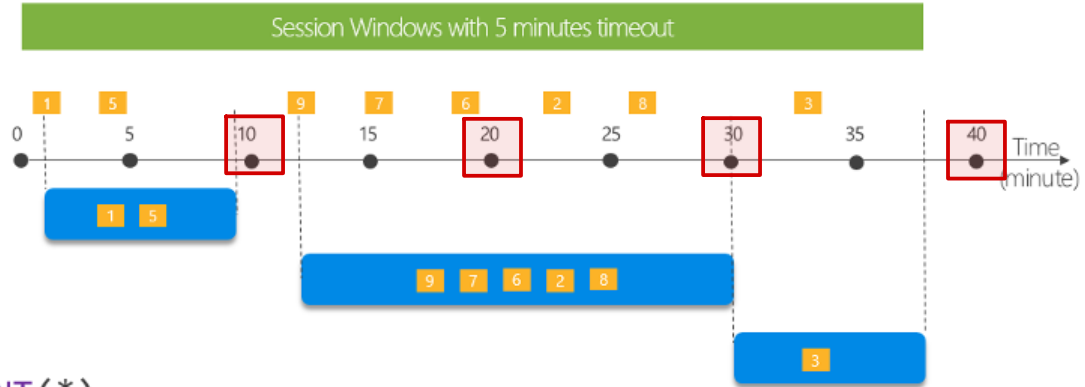 Session Windows with 5 minutes timeout
1 5 9 7 6 2 8 3
0 5 10 15 20 25 30 35 40 Time
(minute)
1 5
9 7 6 2 8
3
NT(*)